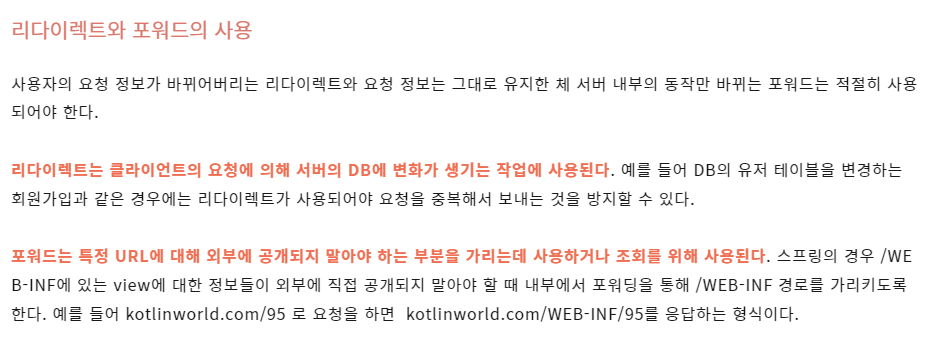 리다이렉트와 포워드의 사용
사용자의 요청 정보가 바뀌어버리는 리다이렉트와 요청 정보는 그대로 유지한 체 서버 내부의 동작만 바뀌는 포워드는 적절히 사용
되어야 한다.
리다이렉트는 클라이언트의 요청에 의해 서버의 DB에 변화가 생기는 작업에 사용된다. 예를 들어 DB의 유저 테이블을 변경하는
회원가입과 같은 경우에는 리다이렉트가 사용되어야 요청을 중복해서 보내는 것을 방지할 수 있다.
포워드는 특정 URL에 대해 외부에 공개되지 말아야 하는 부분을 가리는데 사용하거나 조회를 위해 사용된다. 스프링의 경우 /WE
B-INF에 있는 view에 대한 정보들이 외부에 직접 공개되지 말아야 할 때 내부에서 포워딩을 통해 /WEB-INF 경로를 가리키도록
한다. 예를 들어 kotlinworld.com/95 로 요청을 하면  kotlinworld.com/WEB-INF/95를 응답하는 형식이다.